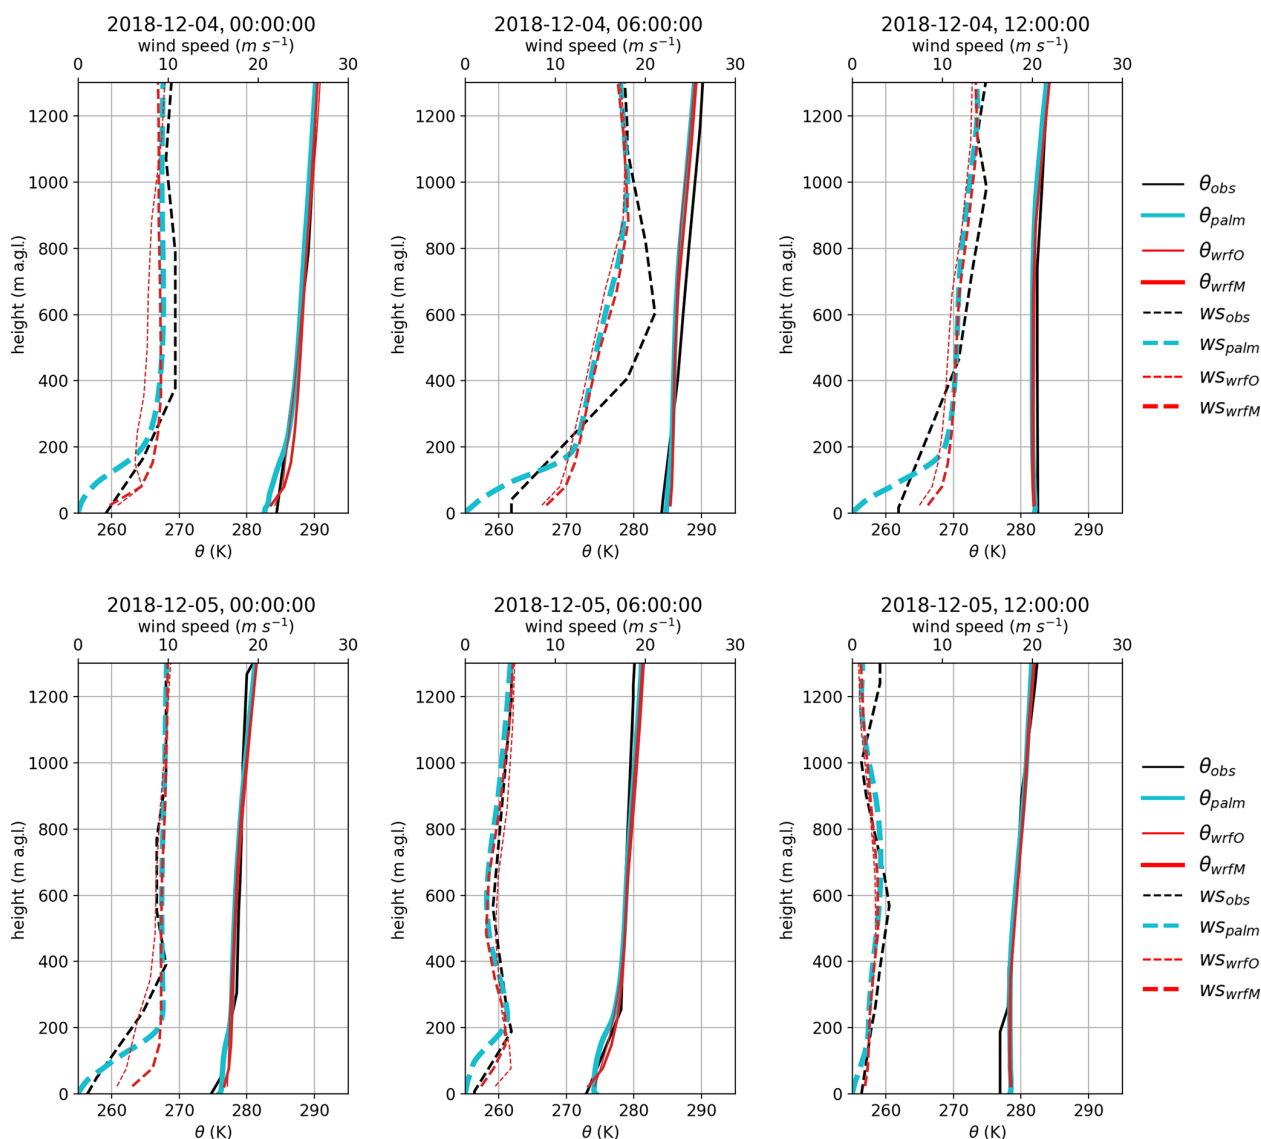 2018-12-04, 00:00:00 2018-12-04, 06:00:00 2018-12-04, 12:00:00
wind speed (m s⁻¹) wind speed (m s⁻¹) wind speed (m s⁻¹)
0 10 20 30 0 10 20 30 0 10 20 30
height (m a.g.l.) height (m a.g.l.) height (m a.g.l.)
1200 1200 1200
1000 1000 1000
800 800 800
600 600 600
400 400 400
200 200 200
0 0 0
260 270 280 290 260 270 280 290 260 270 280 290
θ (K) θ (K) θ (K)
θobs
θpalm
θwrfO
θwrfM
wsobs
wspalm
wswrfO
wswrfM
2018-12-05, 00:00:00 2018-12-05, 06:00:00 2018-12-05, 12:00:00
wind speed (m s⁻¹) wind speed (m s⁻¹) wind speed (m s⁻¹)
0 10 20 30 0 10 20 30 0 10 20 30
height (m a.g.l.) height (m a.g.l.) height (m a.g.l.)
1200 1200 1200
1000 1000 1000
800 800 800
600 600 600
400 400 400
200 200 200
0 0 0
260 270 280 290 260 270 280 290 260 270 280 290
θ (K) θ (K) θ (K)
θobs
θpalm
θwrfO
θwrfM
wsobs
wspalm
wswrfO
wswrfM